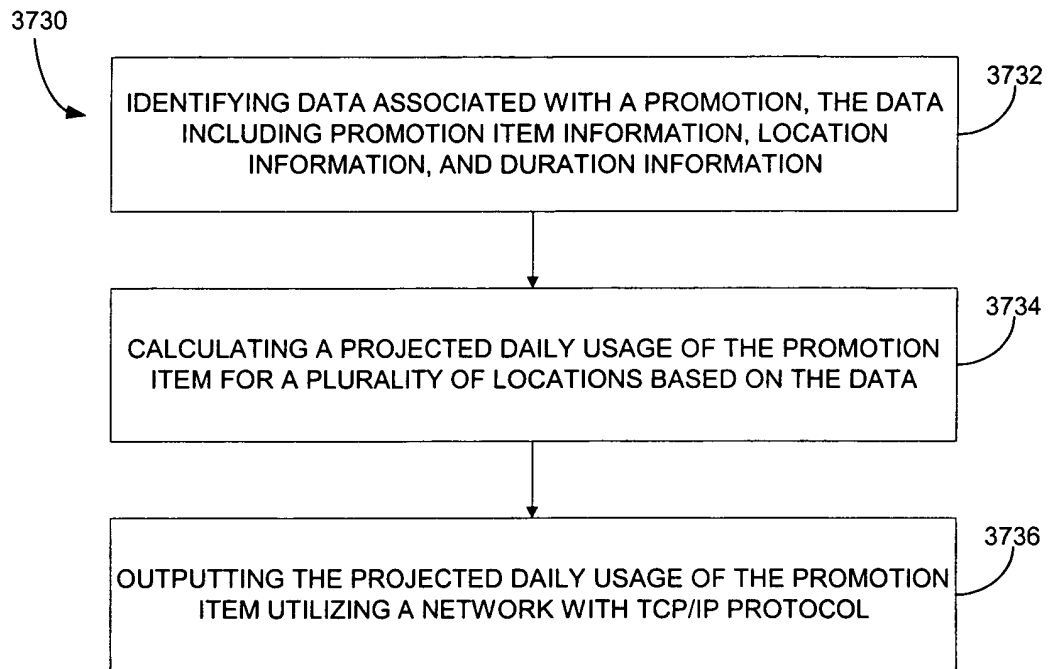 3730
3732
IDENTIFYING DATA ASSOCIATED WITH A PROMOTION, THE DATA
INCLUDING PROMOTION ITEM INFORMATION, LOCATION
INFORMATION, AND DURATION INFORMATION
3734
CALCULATING A PROJECTED DAILY USAGE OF THE PROMOTION
ITEM FOR A PLURALITY OF LOCATIONS BASED ON THE DATA
3736
OUTPUTTING THE PROJECTED DAILY USAGE OF THE PROMOTION
ITEM UTILIZING A NETWORK WITH TCP/IP PROTOCOL